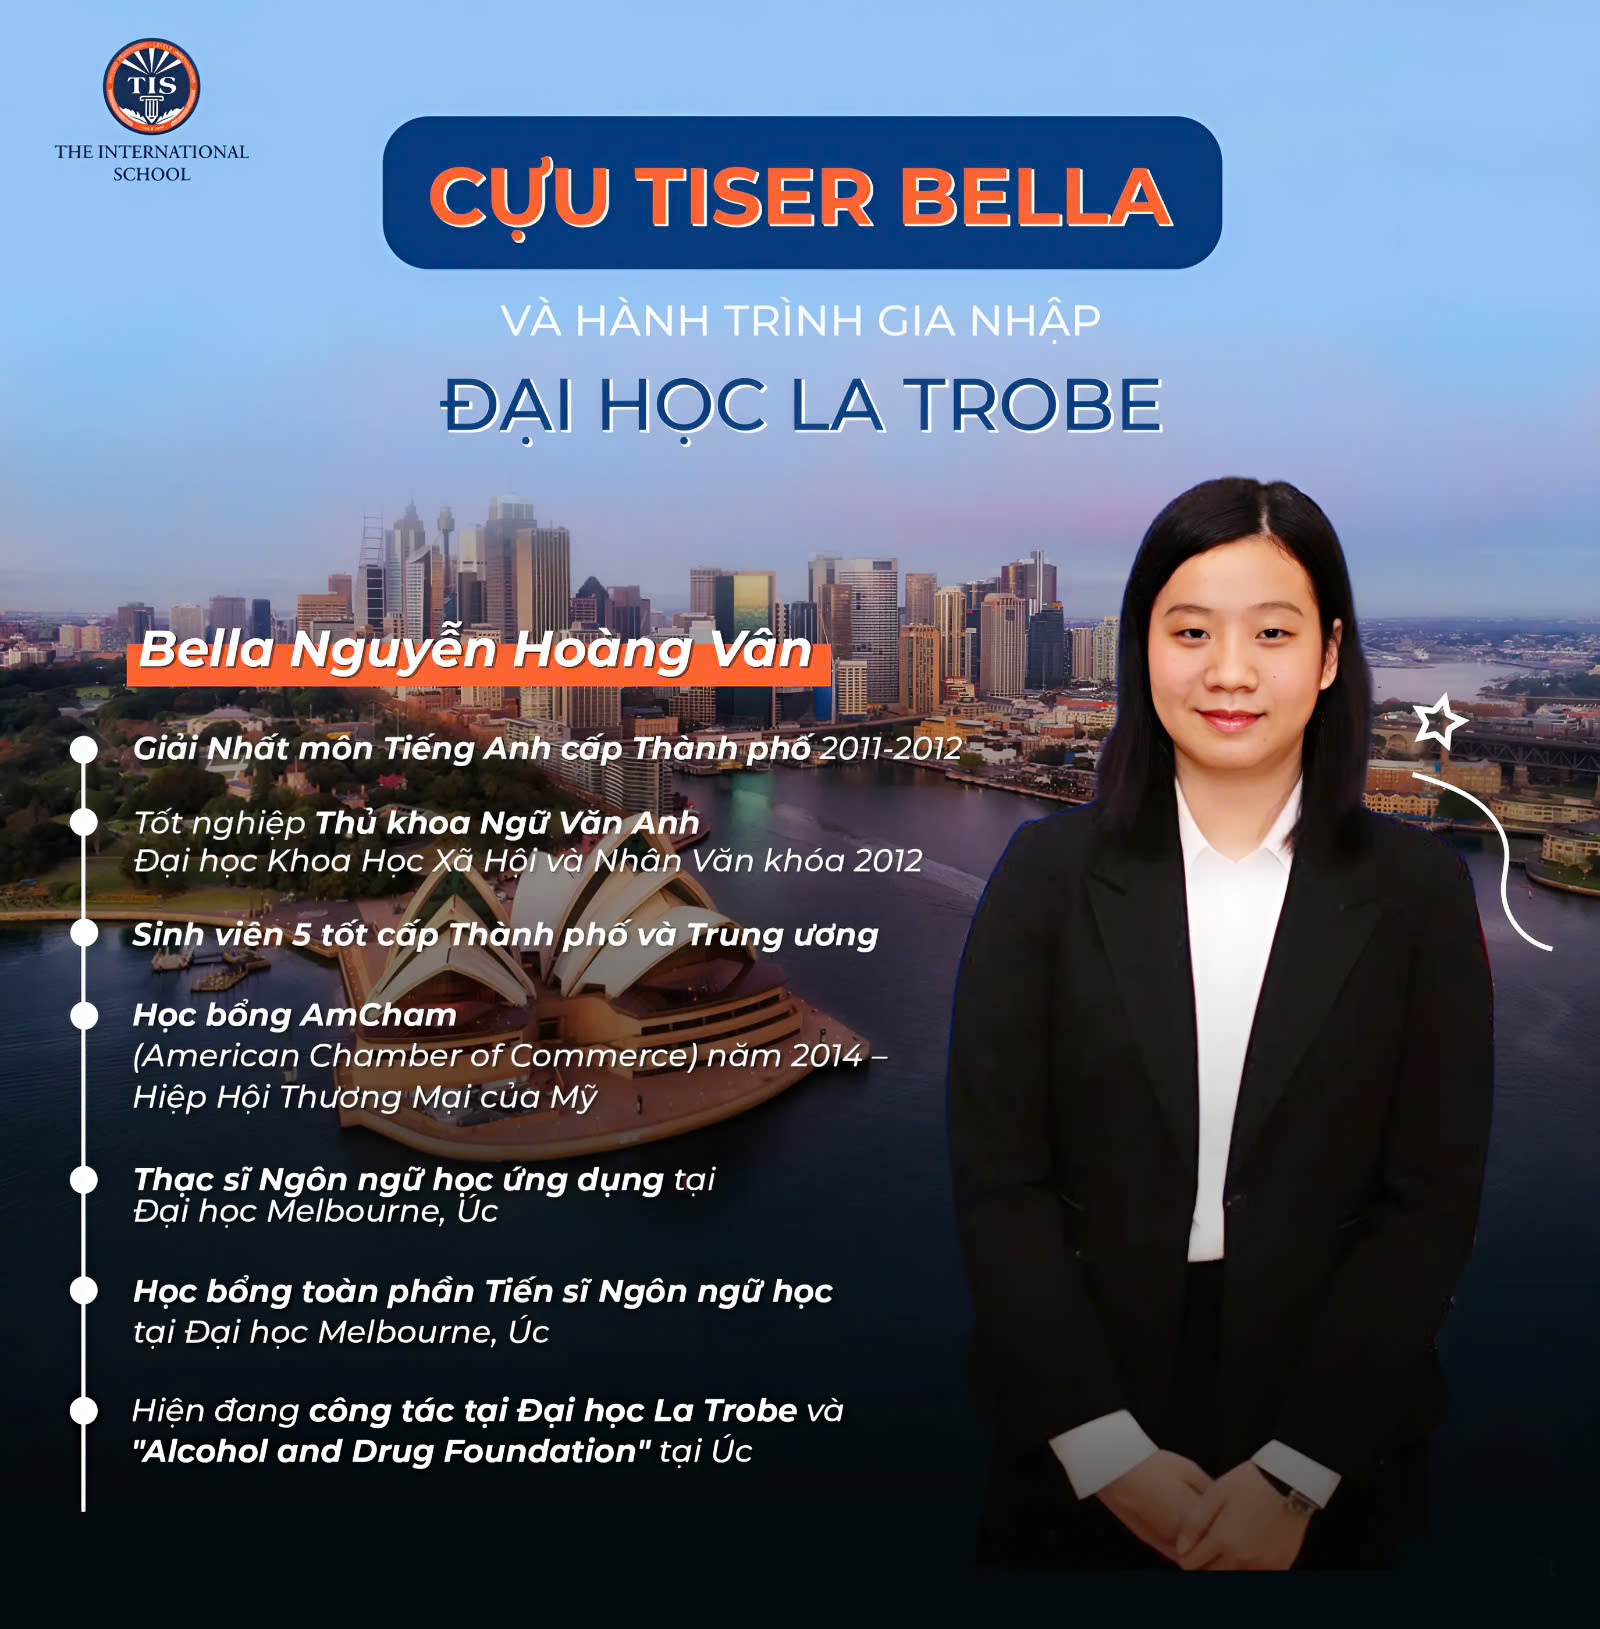 TIS
THE INTERNATIONAL
SCHOOL
CỰU TISER BELLA
VÀ HÀNH TRÌNH GIA NHẬP
ĐẠI HỌC LA TROBE
Bella Nguyễn Hoàng Vân
Giải Nhất môn Tiếng Anh cấp Thành phố 2011-2012
Tốt nghiệp Thủ khoa Ngữ Văn Anh
Đại học Khoa Học Xã Hội và Nhân Văn khóa 2012
Sinh viên 5 tốt cấp Thành phố và Trung ương
Học bổng AmCham
(American Chamber of Commerce) năm 2014 –
Hiệp Hội Thương Mại của Mỹ
Thạc sĩ Ngôn ngữ học ứng dụng tại
Đại học Melbourne, Úc
Học bổng toàn phần Tiến sĩ Ngôn ngữ học
tại Đại học Melbourne, Úc
Hiện đang công tác tại Đại học La Trobe và
"Alcohol and Drug Foundation" tại Úc